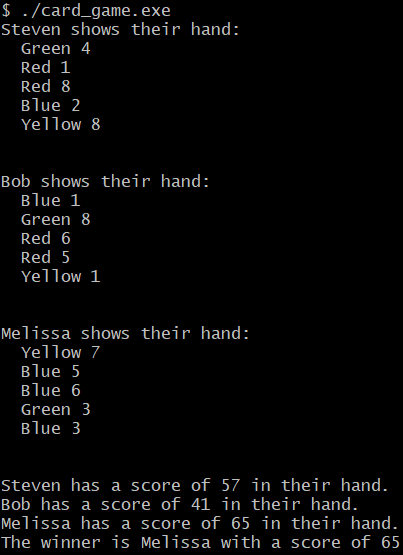 $ ./card_game.exe
Steven shows their hand:
  Green 4
  Red 1
  Red 8
  Blue 2
  Yellow 8
Bob shows their hand:
  Blue 1
  Green 8
  Red 6
  Red 5
  Yellow 1
Melissa shows their hand:
  Yellow 7
  Blue 5
  Blue 6
  Green 3
  Blue 3
Steven has a score of 57 in their hand.
Bob has a score of 41 in their hand.
Melissa has a score of 65 in their hand.
The winner is Melissa with a score of 65